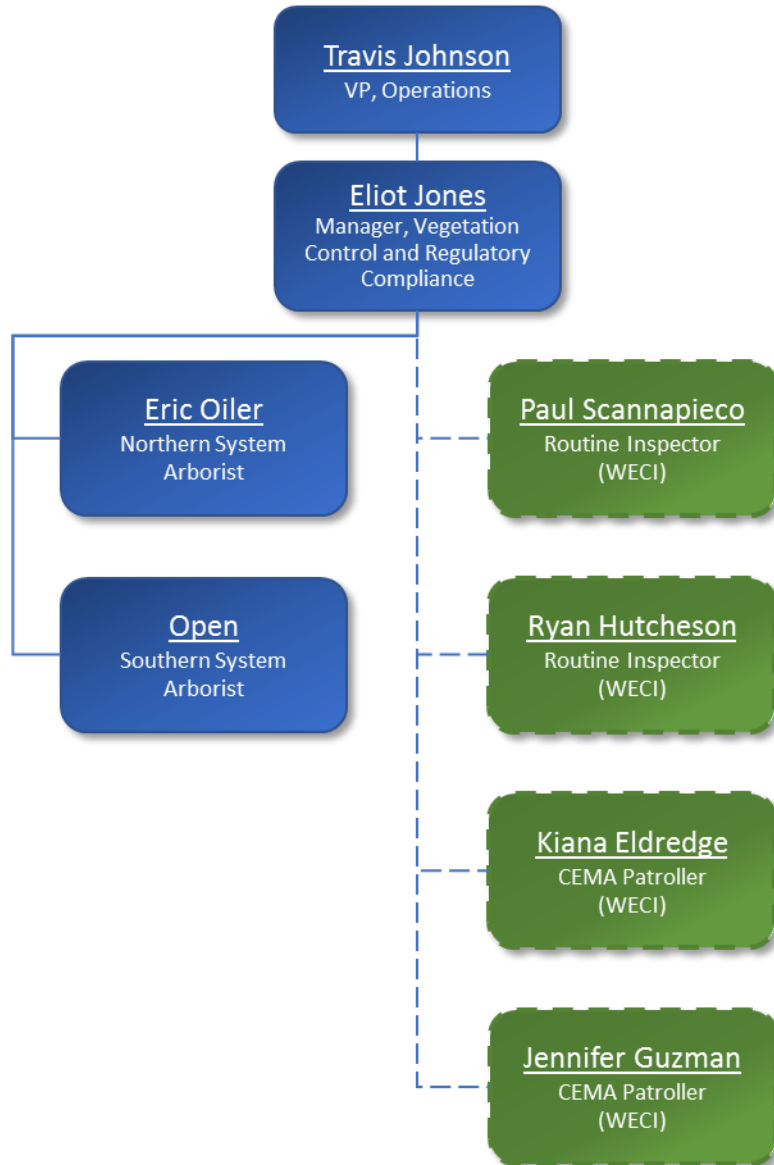 Travis Johnson
VP, Operations
Eliot Jones
Manager, Vegetation
Control and Regulatory
Compliance
Eric Oiler
Northern System
Arborist
Open
Southern System
Arborist
Paul Scannapieco
Routine Inspector
(WECI)
Ryan Hutcheson
Routine Inspector
(WECI)
Kiana Eldredge
CEMA Patroller
(WECI)
Jennifer Guzman
CEMA Patroller
(WECI)